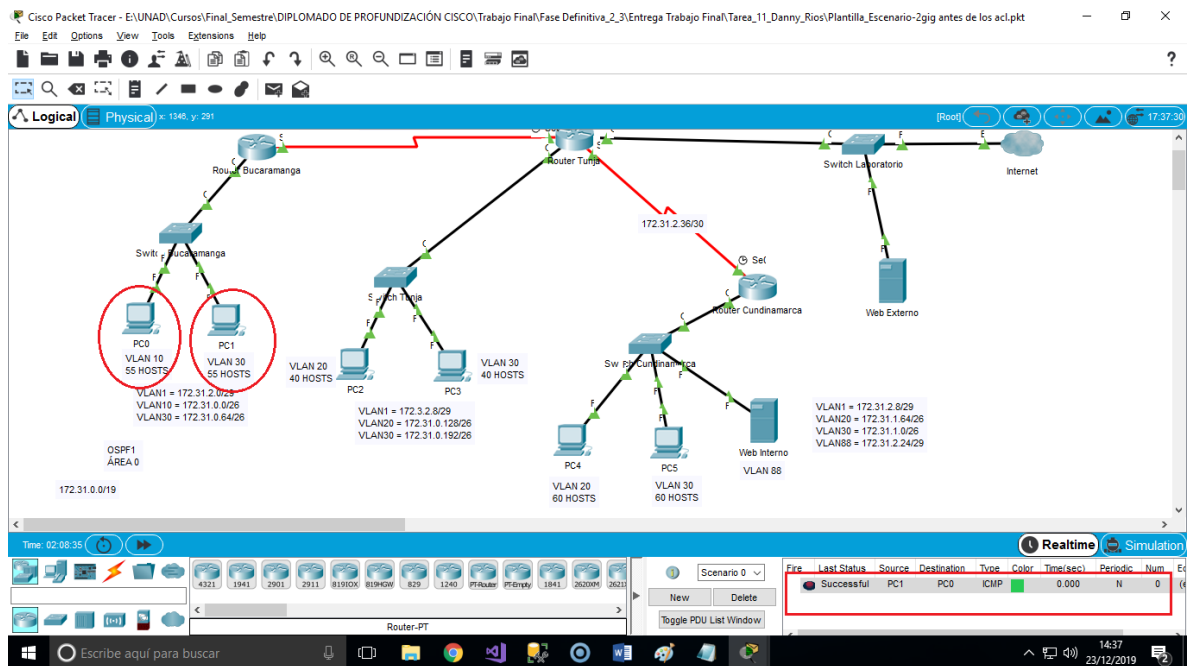 Cisco Packet Tracer - E:\UNAD\Cursos\Final_Semestre\DIPLOMADO DE PROFUNDIZACIÓN CISCO\Trabajo Final\Fase Definitiva_2_3\Entrega Trabajo Final\Tarea_11_Danny_Rios\Plantilla_Escenario-2gig antes de los acl.pkt
File Edit Options View Tools Extensions Help
?
Logical Physical x: 1346, y: 291 [Root] 17:37:30
Router Bucaramanga
Router Tunja
Switch Laboratorio
Internet
172.31.2.36/30
Switch Bucaramanga
Switch Tunja
Router Cundinamarca
Web Externo
PC0
VLAN 10
55 HOSTS
PC1
VLAN 30
55 HOSTS
VLAN 20
40 HOSTS
PC2
PC3
VLAN 30
40 HOSTS
Switch Cundinamarca
VLAN1 = 172.31.2.0/29
VLAN10 = 172.31.0.0/26
VLAN30 = 172.31.0.64/26
VLAN1 = 172.3.2.8/29
VLAN20 = 172.31.0.128/26
VLAN30 = 172.31.0.192/26
VLAN1 = 172.31.2.8/29
VLAN20 = 172.31.1.64/26
VLAN30 = 172.31.1.0/26
VLAN88 = 172.31.2.24/29
OSPF1
ÁREA 0
172.31.0.0/19
PC4
VLAN 20
60 HOSTS
PC5
VLAN 30
60 HOSTS
Web Interno
VLAN 88
Time: 02:08:35 Realtime Simulation
4321 1941 2901 2911 819IOX 819HGW 829 1240 PT-Router PT-Empty 1841 2620XM
Router-PT
Scenario 0
New Delete
Toggle PDU List Window
Fire Last Status Source Destination Type Color Time(sec) Periodic Num
Successful PC1 PC0 ICMP 0.000 N 0
Escribe aquí para buscar
14:37
23/12/2019